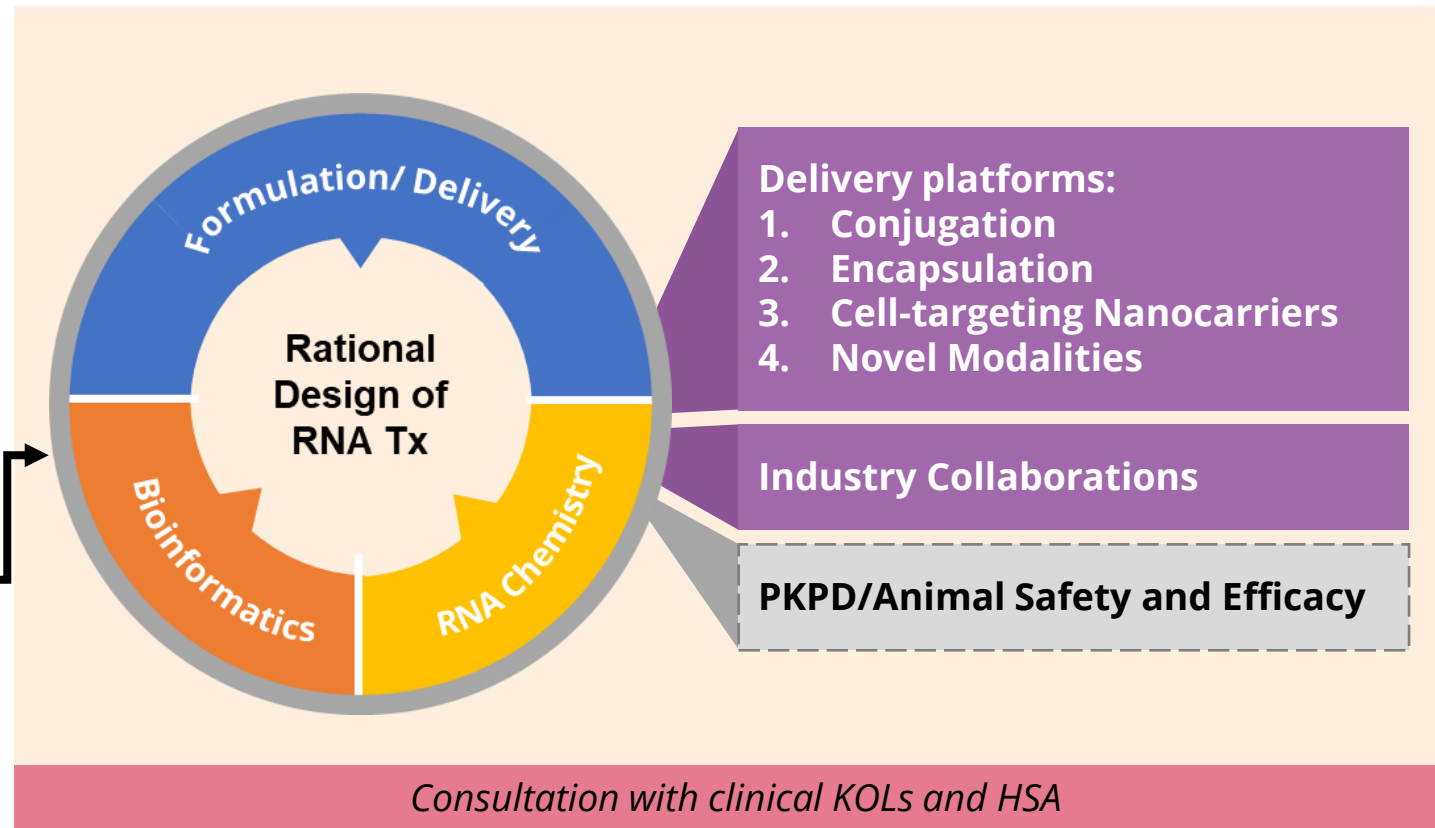 Formulation/ Delivery
Rational
Design of
RNA Tx
Bioinformatics
RNA Chemistry
Delivery platforms:
1. Conjugation
2. Encapsulation
3. Cell-targeting Nanocarriers
4. Novel Modalities
Industry Collaborations
PKPD/Animal Safety and Efficacy
Consultation with clinical KOLs and HSA